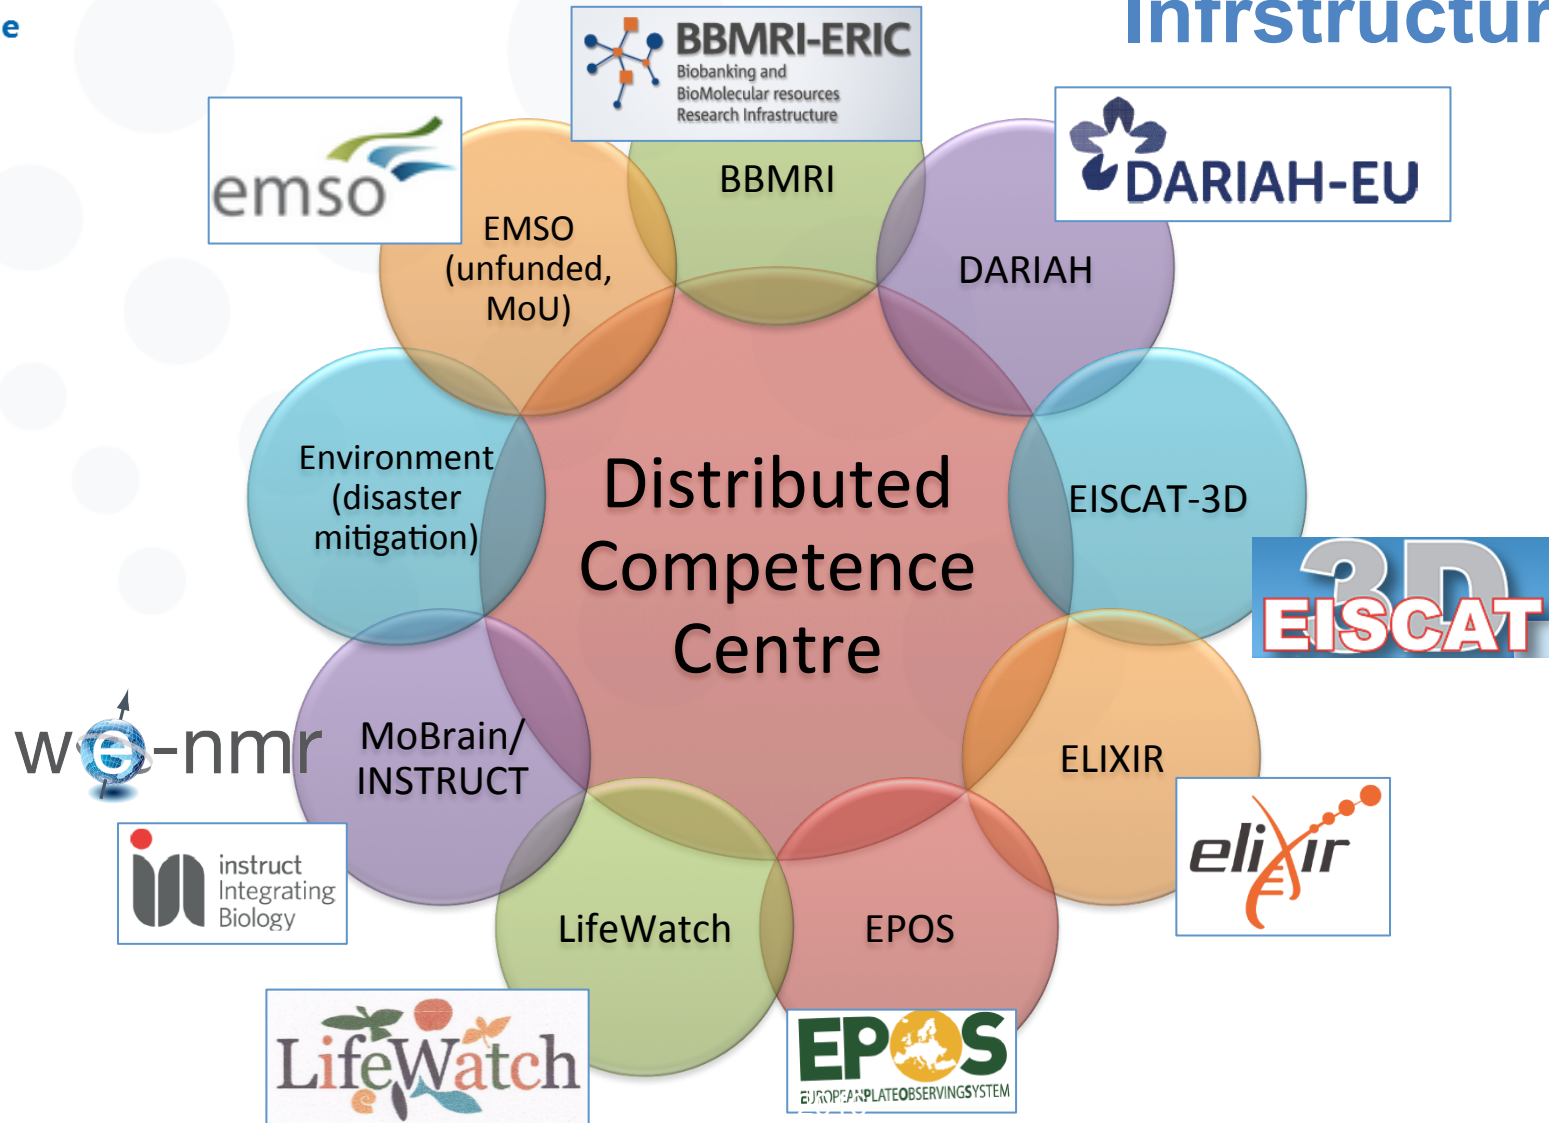 e
Infrstructur
BBMRI-ERIC
Biobanking and
BioMolecular resources
Research Infrastructure
BBMRI
emso
EMSO
(unfunded,
MoU)
DARIAH-EU
DARIAH
Environment
(disaster
mitigation)
Distributed
Competence
Centre
EISCAT-3D
3D
EISCAT
we-nmr
MoBrain/
INSTRUCT
ELIXIR
elixir
instruct
Integrating
Biology
LifeWatch
EPOS
LifeWatch
EPOS
EUROPEANPLATEOBSERVINGSYSTEM